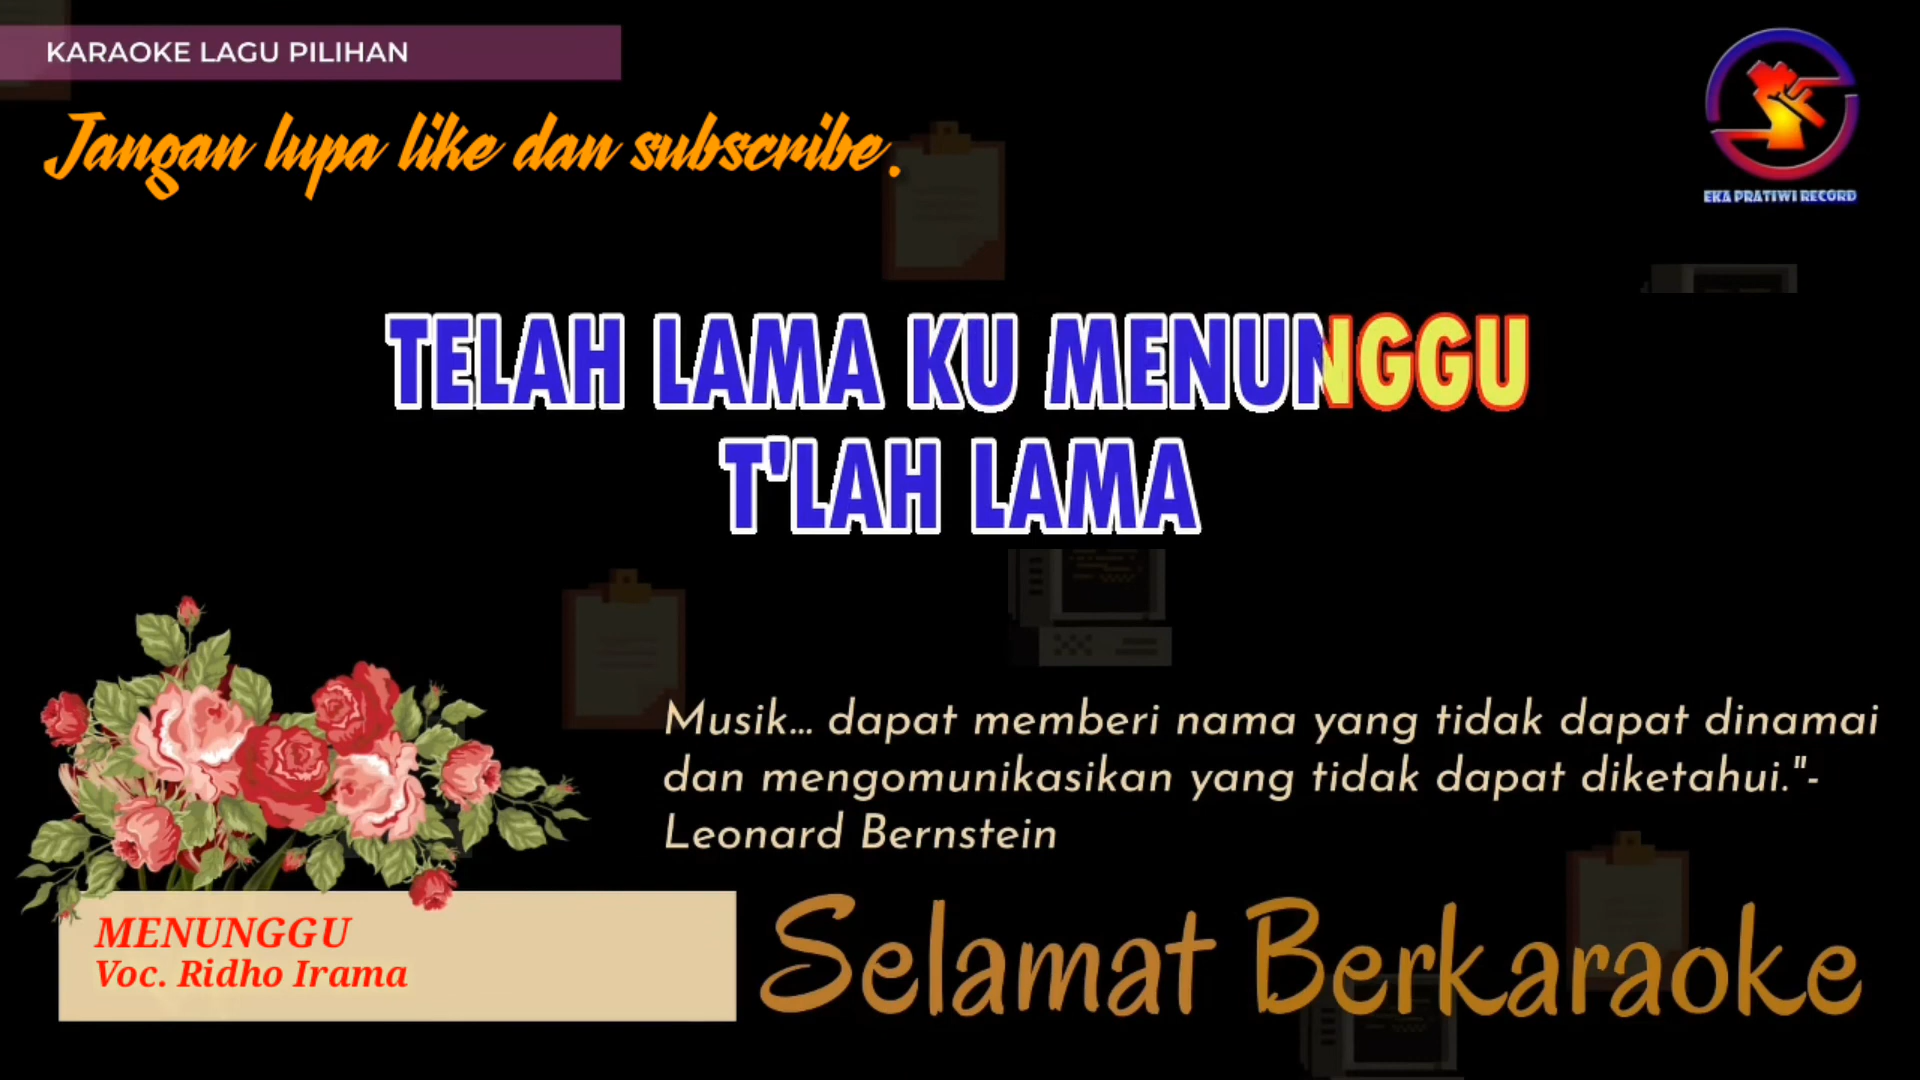 KARAOKE LAGU PILIHAN
Jangan lupa like dan subscribe.
EKA PRATIWI RECORD
TELAH LAMA KU MENUNGGU
T'LAH LAMA
Musik... dapat memberi nama yang tidak dapat dinamai
dan mengomunikasikan yang tidak dapat diketahui."-
Leonard Bernstein
MENUNGGU
Voc. Ridho Irama
Selamat Berkaraoke